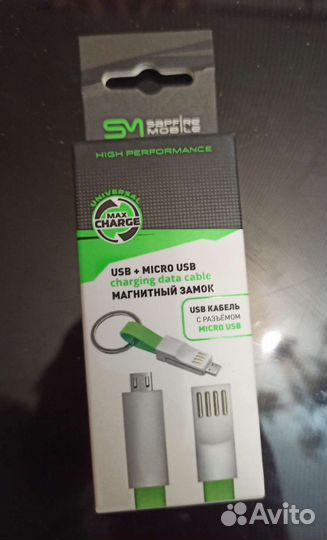 SM SAPFIRE
MOBILE
HIGH PERFORMANCE
UNIVERSAL
MAX
CHARGE
USB + MICRO USB
charging data cable
МАГНИТНЫЙ ЗАМОК
USB КАБЕЛЬ
С РАЗЪЁМОМ
MICRO USB
Avito